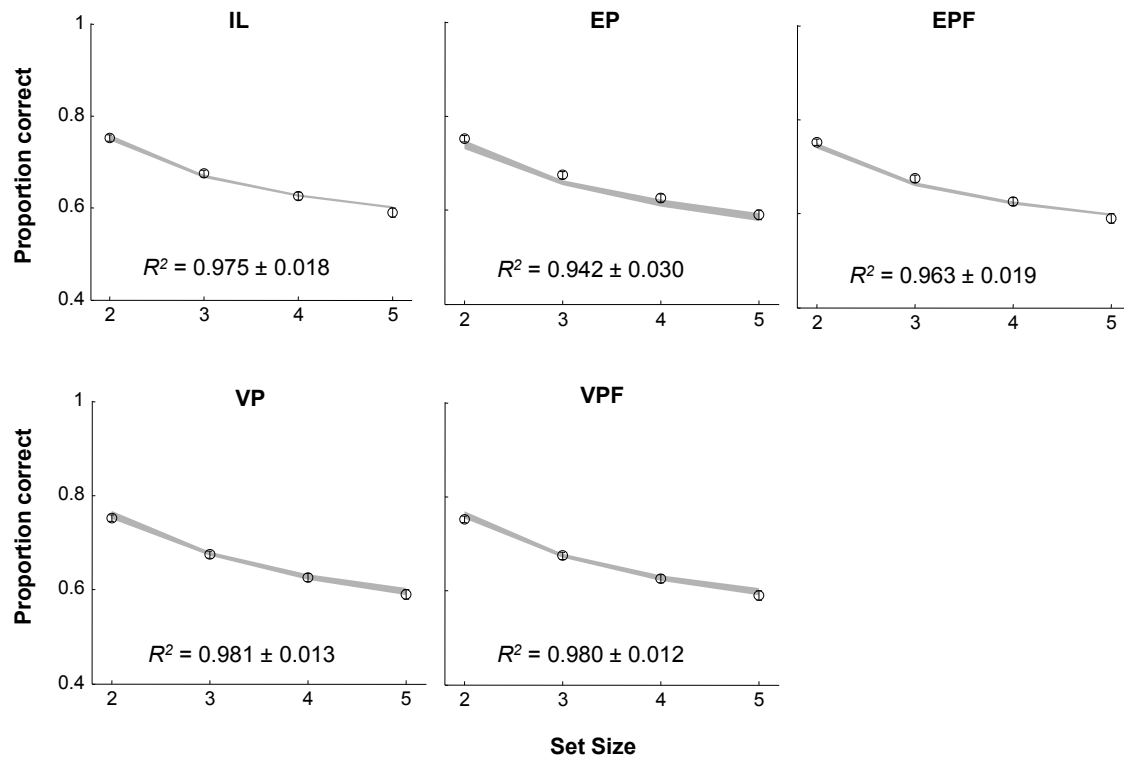 IL
EP
EPF
Proportion correct
1
0.8
0.6
0.4
R² = 0.975 ± 0.018
R² = 0.942 ± 0.030
R² = 0.963 ± 0.019
2 3 4 5
2 3 4 5
2 3 4 5
VP
VPF
Proportion correct
1
0.8
0.6
0.4
R² = 0.981 ± 0.013
R² = 0.980 ± 0.012
2 3 4 5
2 3 4 5
Set Size